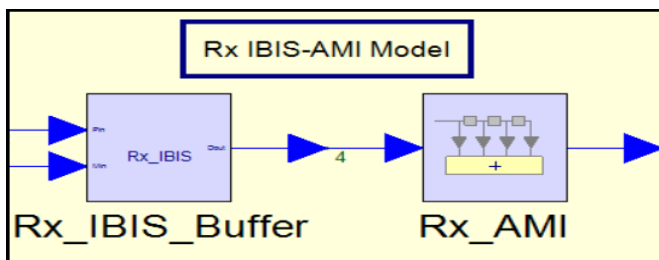 Rx IBIS-AMI Model
Pin
Rx_IBIS
Dout
Min
4
+
Rx_IBIS_Buffer
Rx_AMI